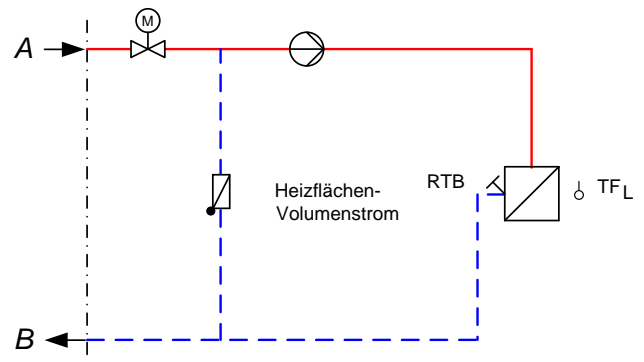 M
A
RTB
TFL
Heizflächen-
Volumenstrom
B